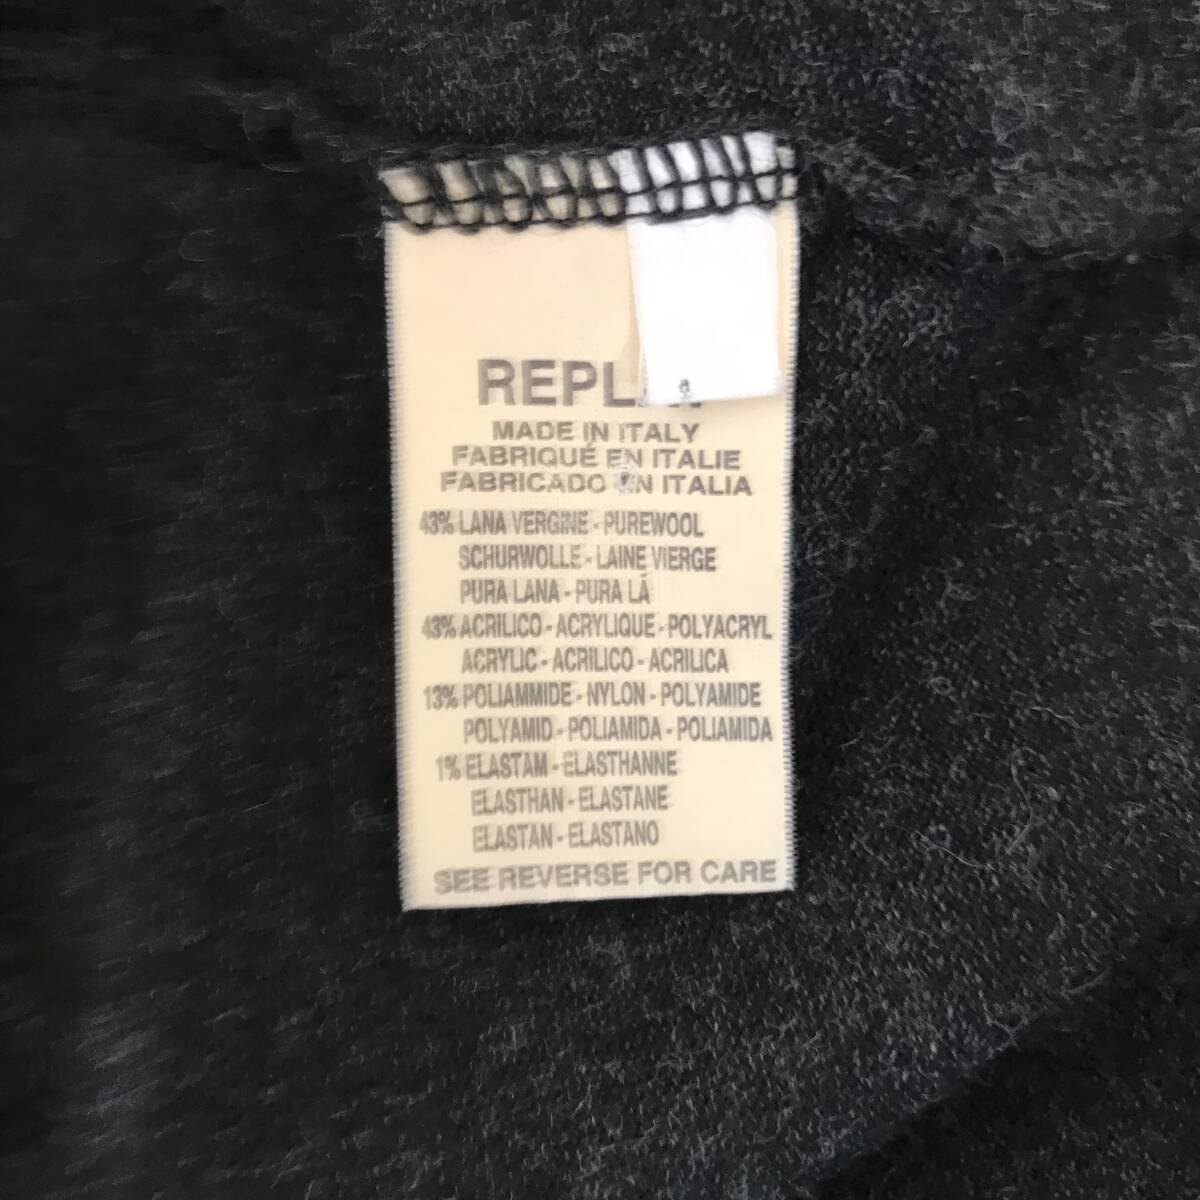 REPLAY
MADE IN ITALY
FABRIQUÉ EN ITALIE
FABRICADO EN ITALIA
43% LANA VERGINE - PUREWOOL
SCHURWOLLE - LAINE VIERGE
PURA LANA - PURA LÁ
43% ACRILICO - ACRYLIQUE - POLYACRYL
ACRYLIC - ACRILICO - ACRILICA
13% POLIAMMIDE - NYLON - POLYAMIDE
POLYAMID - POLIAMIDA - POLIAMIDA
1% ELASTAM - ELASTHANNE
ELASTHAN - ELASTANE
ELASTAN - ELASTANO
SEE REVERSE FOR CARE